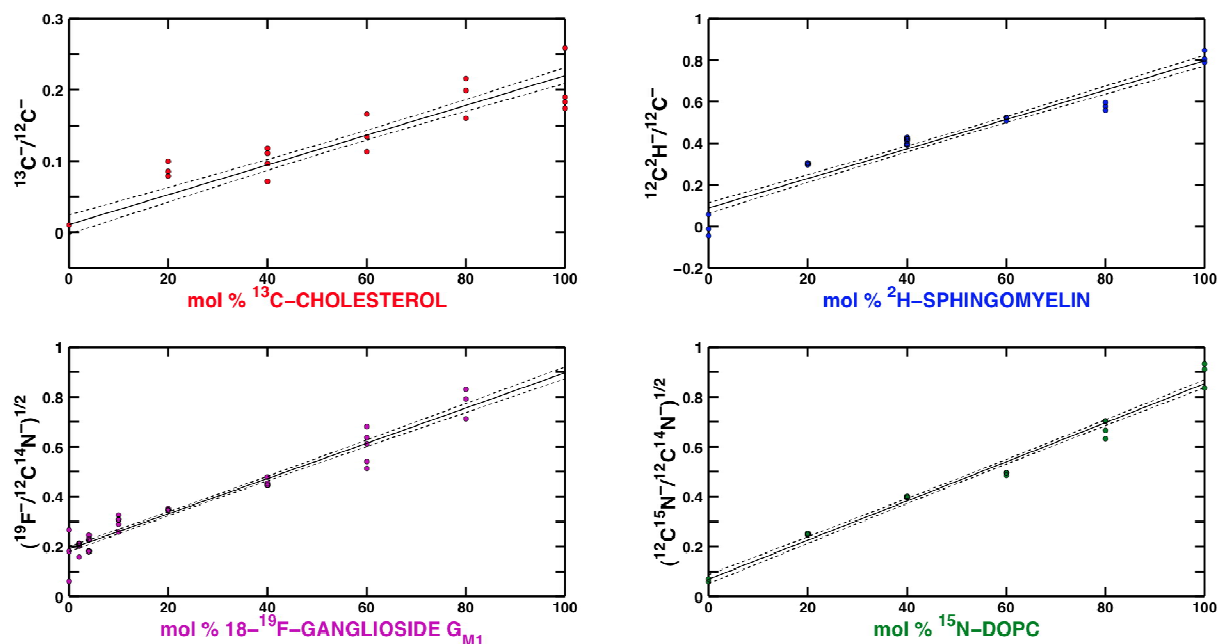 0.3
0.2
0.1
0
¹³C⁻/¹²C⁻
0 20 40 60 80 100
mol % ¹³C−CHOLESTEROL
1
0.8
0.6
0.4
0.2
0
−0.2
¹²C²H⁻/¹²C⁻
0 20 40 60 80 100
mol % ²H−SPHINGOMYELIN
1
0.8
0.6
0.4
0.2
0
(¹⁹F⁻/¹²C¹⁴N⁻)¹/²
0 20 40 60 80 100
mol % 18−¹⁹F−GANGLIOSIDE G_M1
1
0.8
0.6
0.4
0.2
0
(¹²C¹⁵N⁻/¹²C¹⁴N⁻)¹/²
0 20 40 60 80 100
mol % ¹⁵N−DOPC